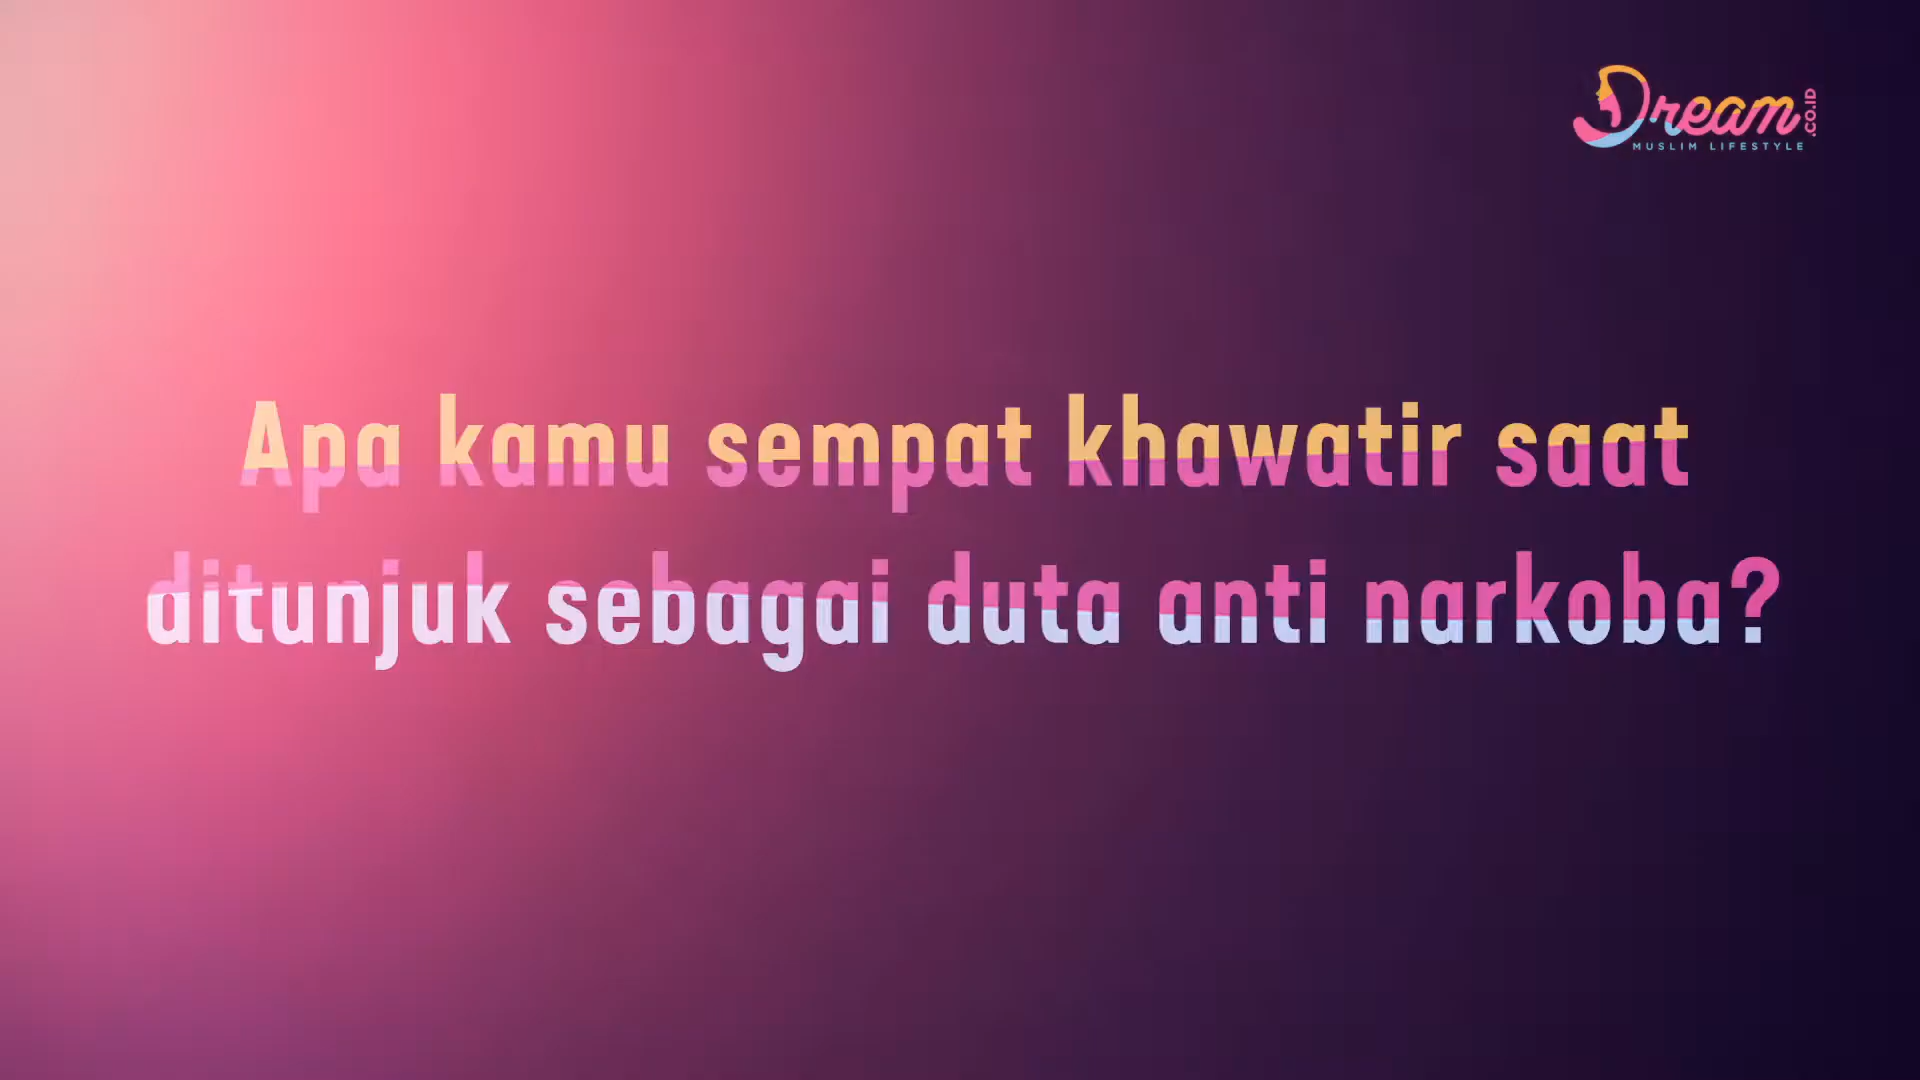 Dream.CO.ID
MUSLIM LIFESTYLE
Apa kamu sempat khawatir saat
ditunjuk sebagai duta anti narkoba?